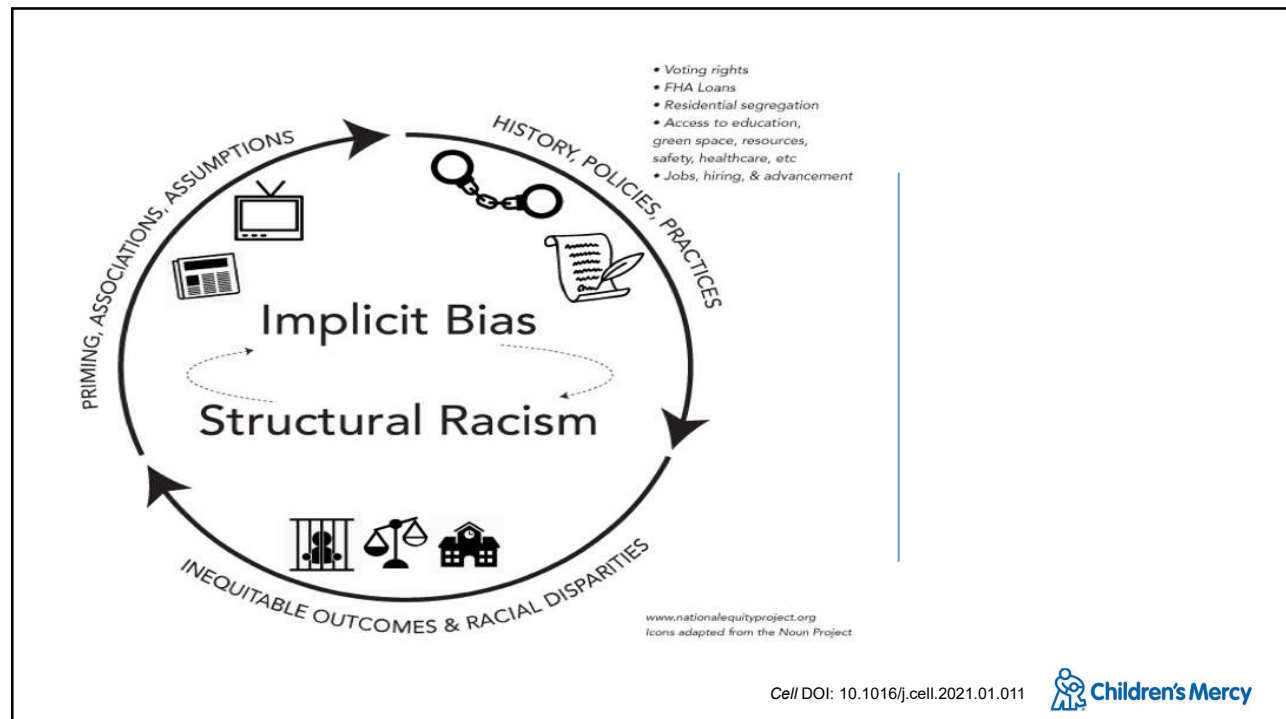 • Voting rights
• FHA Loans
• Residential segregation
• Access to education,
green space, resources,
safety, healthcare, etc
• Jobs, hiring, & advancement
PRIMING, ASSOCIATIONS, ASSUMPTIONS
HISTORY, POLICIES, PRACTICES
Implicit Bias
Structural Racism
INEQUITABLE OUTCOMES & RACIAL DISPARITIES
www.nationalequityproject.org
Icons adapted from the Noun Project
Cell DOI: 10.1016/j.cell.2021.01.011
Children's Mercy